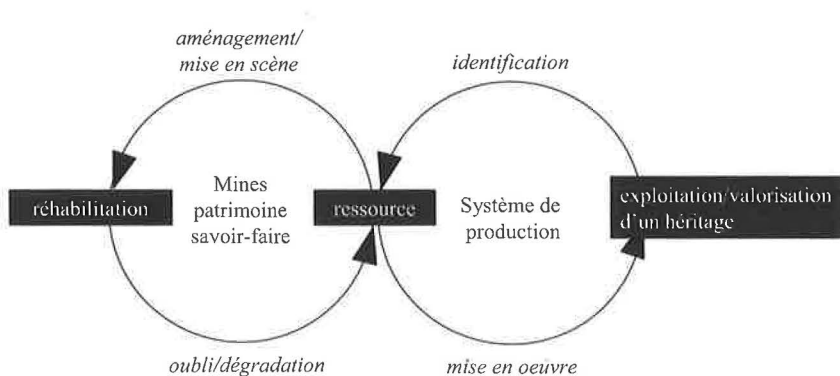 aménagement/
mise en scène
identification
réhabilitation
Mines
patrimoine
savoir-faire
ressource
Système de
production
exploitation/valorisation
d'un héritage
oubli/dégradation
mise en oeuvre